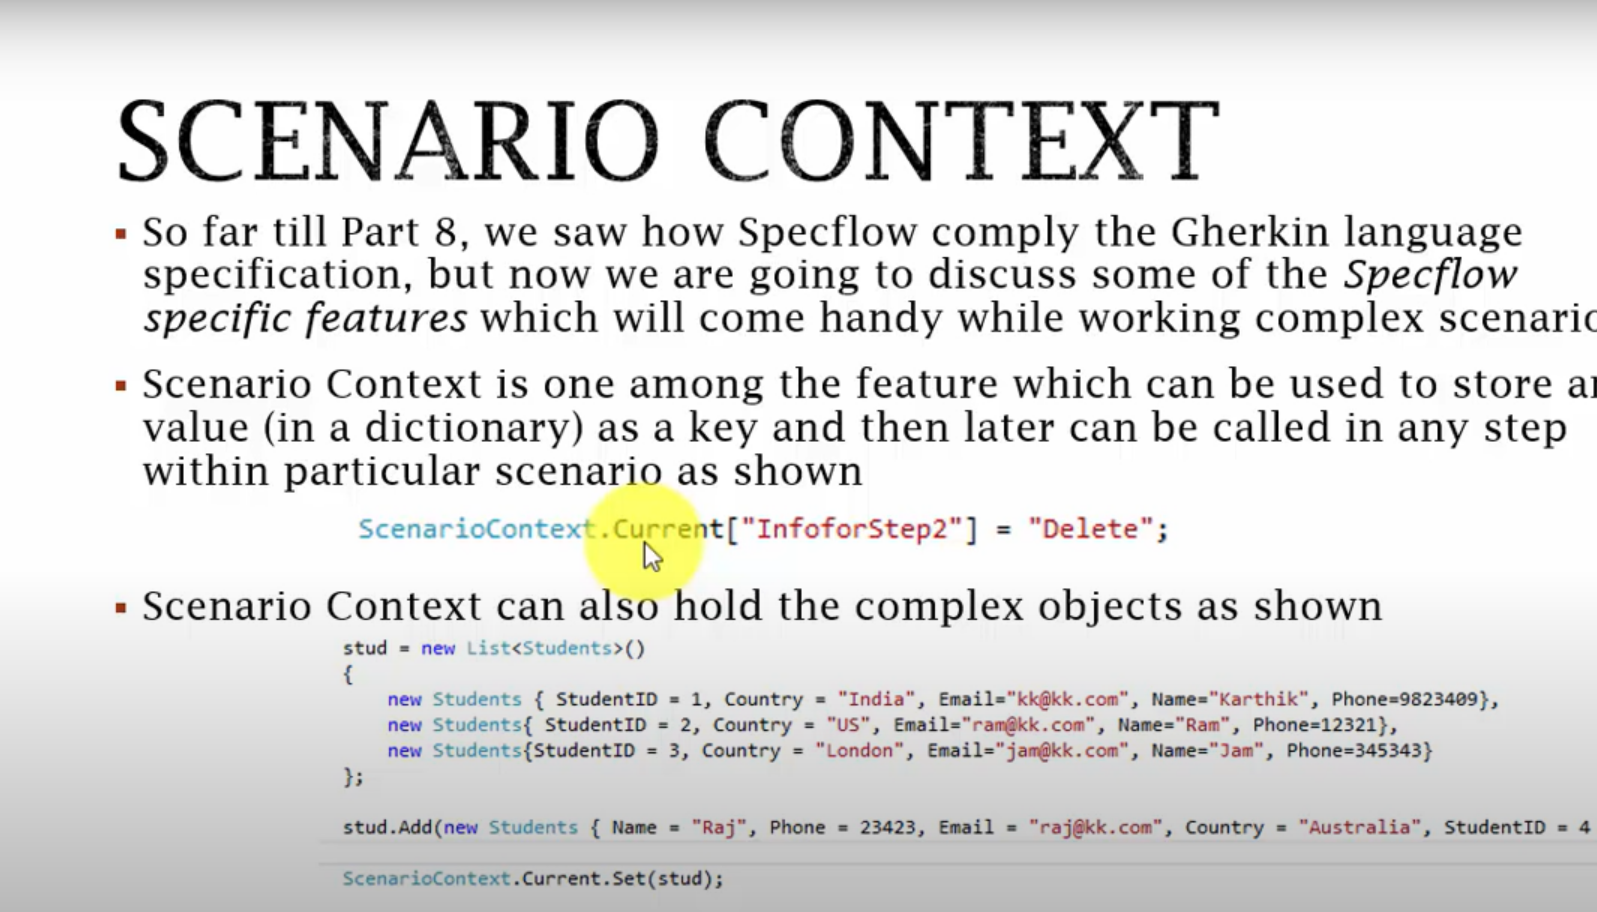 SCENARIO CONTEXT
▪ So far till Part 8, we saw how Specflow comply the Gherkin language
specification, but now we are going to discuss some of the Specflow
specific features which will come handy while working complex scenario
▪ Scenario Context is one among the feature which can be used to store
value (in a dictionary) as a key and then later can be called in any step
within particular scenario as shown
ScenarioContext.Current["InfoforStep2"] = "Delete";
▪ Scenario Context can also hold the complex objects as shown
stud = new List<Students>()
{
new Students { StudentID = 1, Country = "India", Email="kk@kk.com", Name="Karthik", Phone=9823409},
new Students{ StudentID = 2, Country = "US", Email="ram@kk.com", Name="Ram", Phone=12321},
new Students{StudentID = 3, Country = "London", Email="jam@kk.com", Name="Jam", Phone=345343}
};
stud.Add(new Students { Name = "Raj", Phone = 23423, Email = "raj@kk.com", Country = "Australia", StudentID = 4
ScenarioContext.Current.Set(stud);